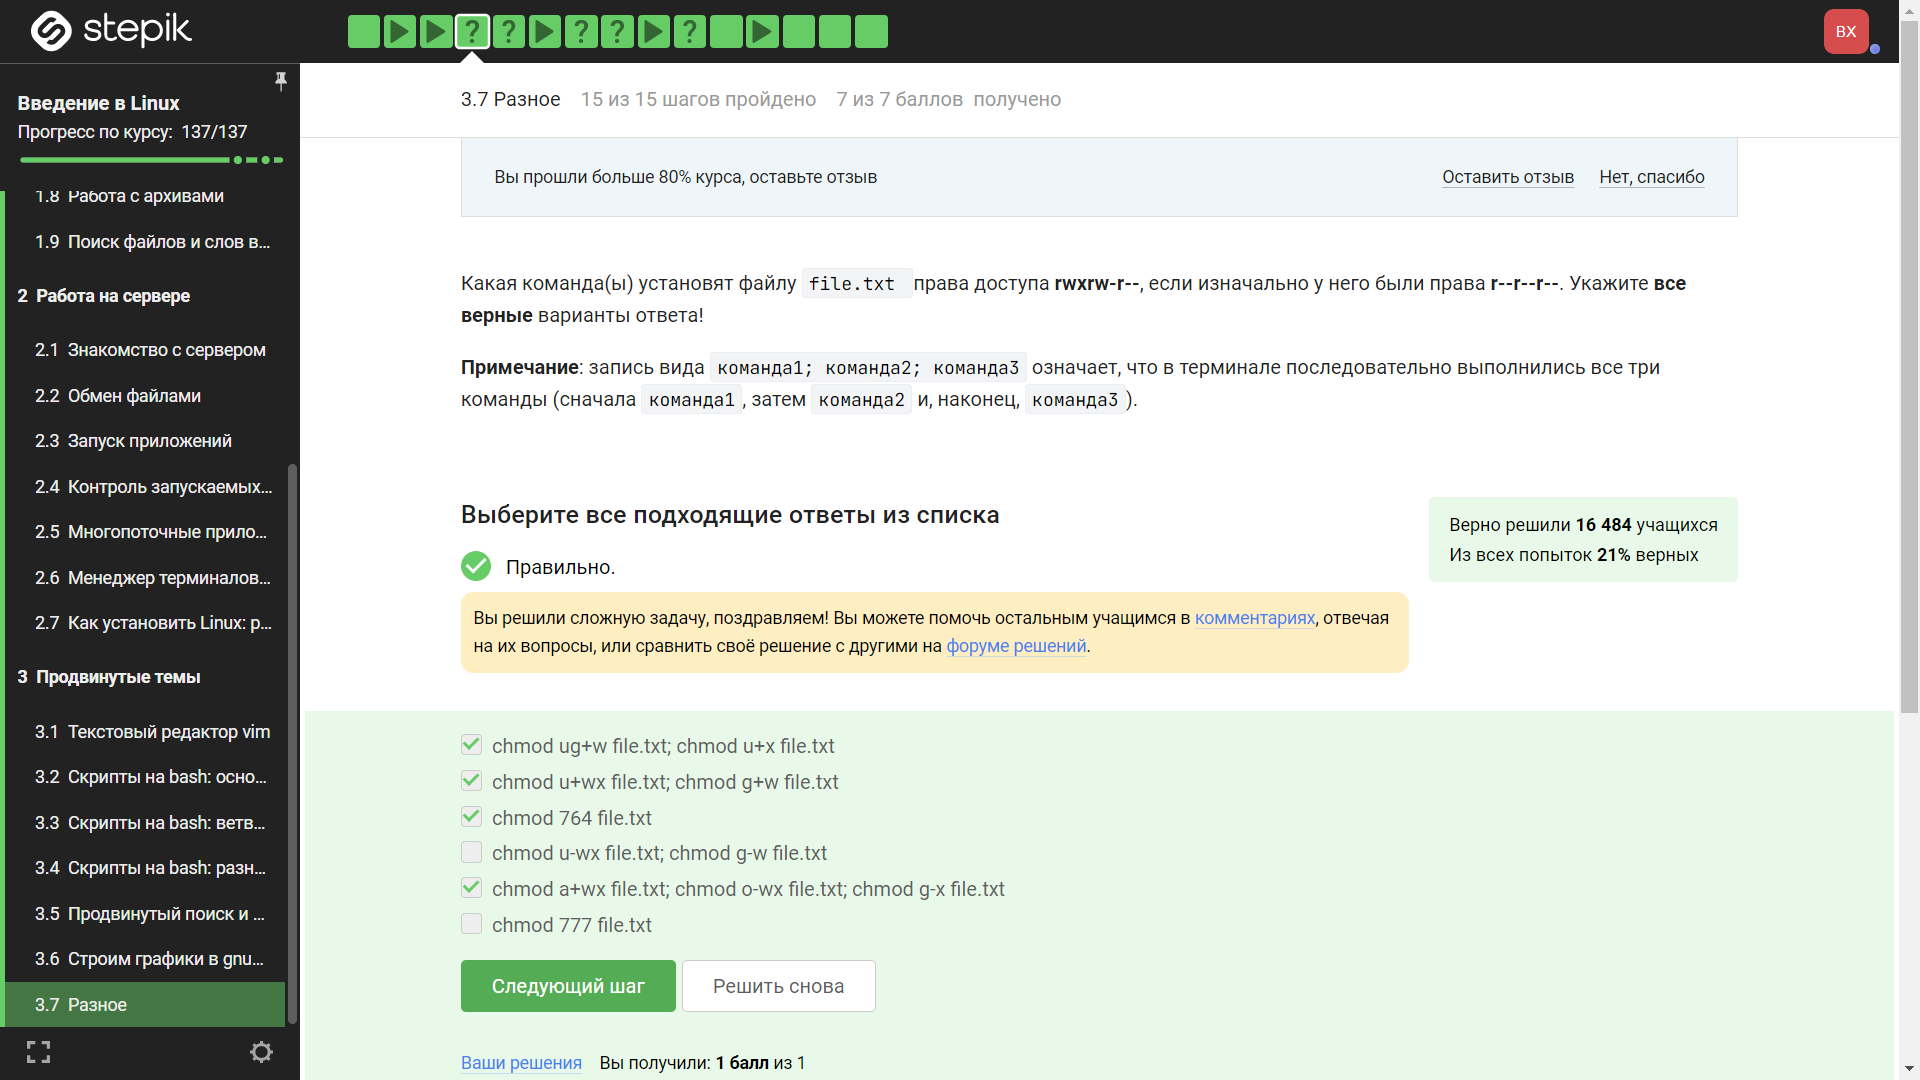 stepik
? ? ? ? ?
ВХ
Введение в Linux
Прогресс по курсу: 137/137
1.8 Работа с архивами
1.9 Поиск файлов и слов в...
2 Работа на сервере
2.1 Знакомство с сервером
2.2 Обмен файлами
2.3 Запуск приложений
2.4 Контроль запускаемых...
2.5 Многопоточные прило...
2.6 Менеджер терминалов...
2.7 Как установить Linux: р...
3 Продвинутые темы
3.1 Текстовый редактор vim
3.2 Скрипты на bash: осно...
3.3 Скрипты на bash: ветв...
3.4 Скрипты на bash: разн...
3.5 Продвинутый поиск и ...
3.6 Строим графики в gnu...
3.7 Разное
3.7 Разное 15 из 15 шагов пройдено 7 из 7 баллов получено
Вы прошли больше 80% курса, оставьте отзыв Оставить отзыв Нет, спасибо
Какая команда(ы) установят файлу file.txt права доступа rwxrw-r--, если изначально у него были права r--r--r--. Укажите все
верные варианты ответа!
Примечание: запись вида команда1; команда2; команда3 означает, что в терминале последовательно выполнились все три
команды (сначала команда1, затем команда2 и, наконец, команда3).
Выберите все подходящие ответы из списка
Верно решили 16 484 учащихся
Из всех попыток 21% верных
Правильно.
Вы решили сложную задачу, поздравляем! Вы можете помочь остальным учащимся в комментариях, отвечая
на их вопросы, или сравнить своё решение с другими на форуме решений.
chmod ug+w file.txt; chmod u+x file.txt
chmod u+wx file.txt; chmod g+w file.txt
chmod 764 file.txt
chmod u-wx file.txt; chmod g-w file.txt
chmod a+wx file.txt; chmod o-wx file.txt; chmod g-x file.txt
chmod 777 file.txt
Следующий шаг Решить снова
Ваши решения Вы получили: 1 балл из 1